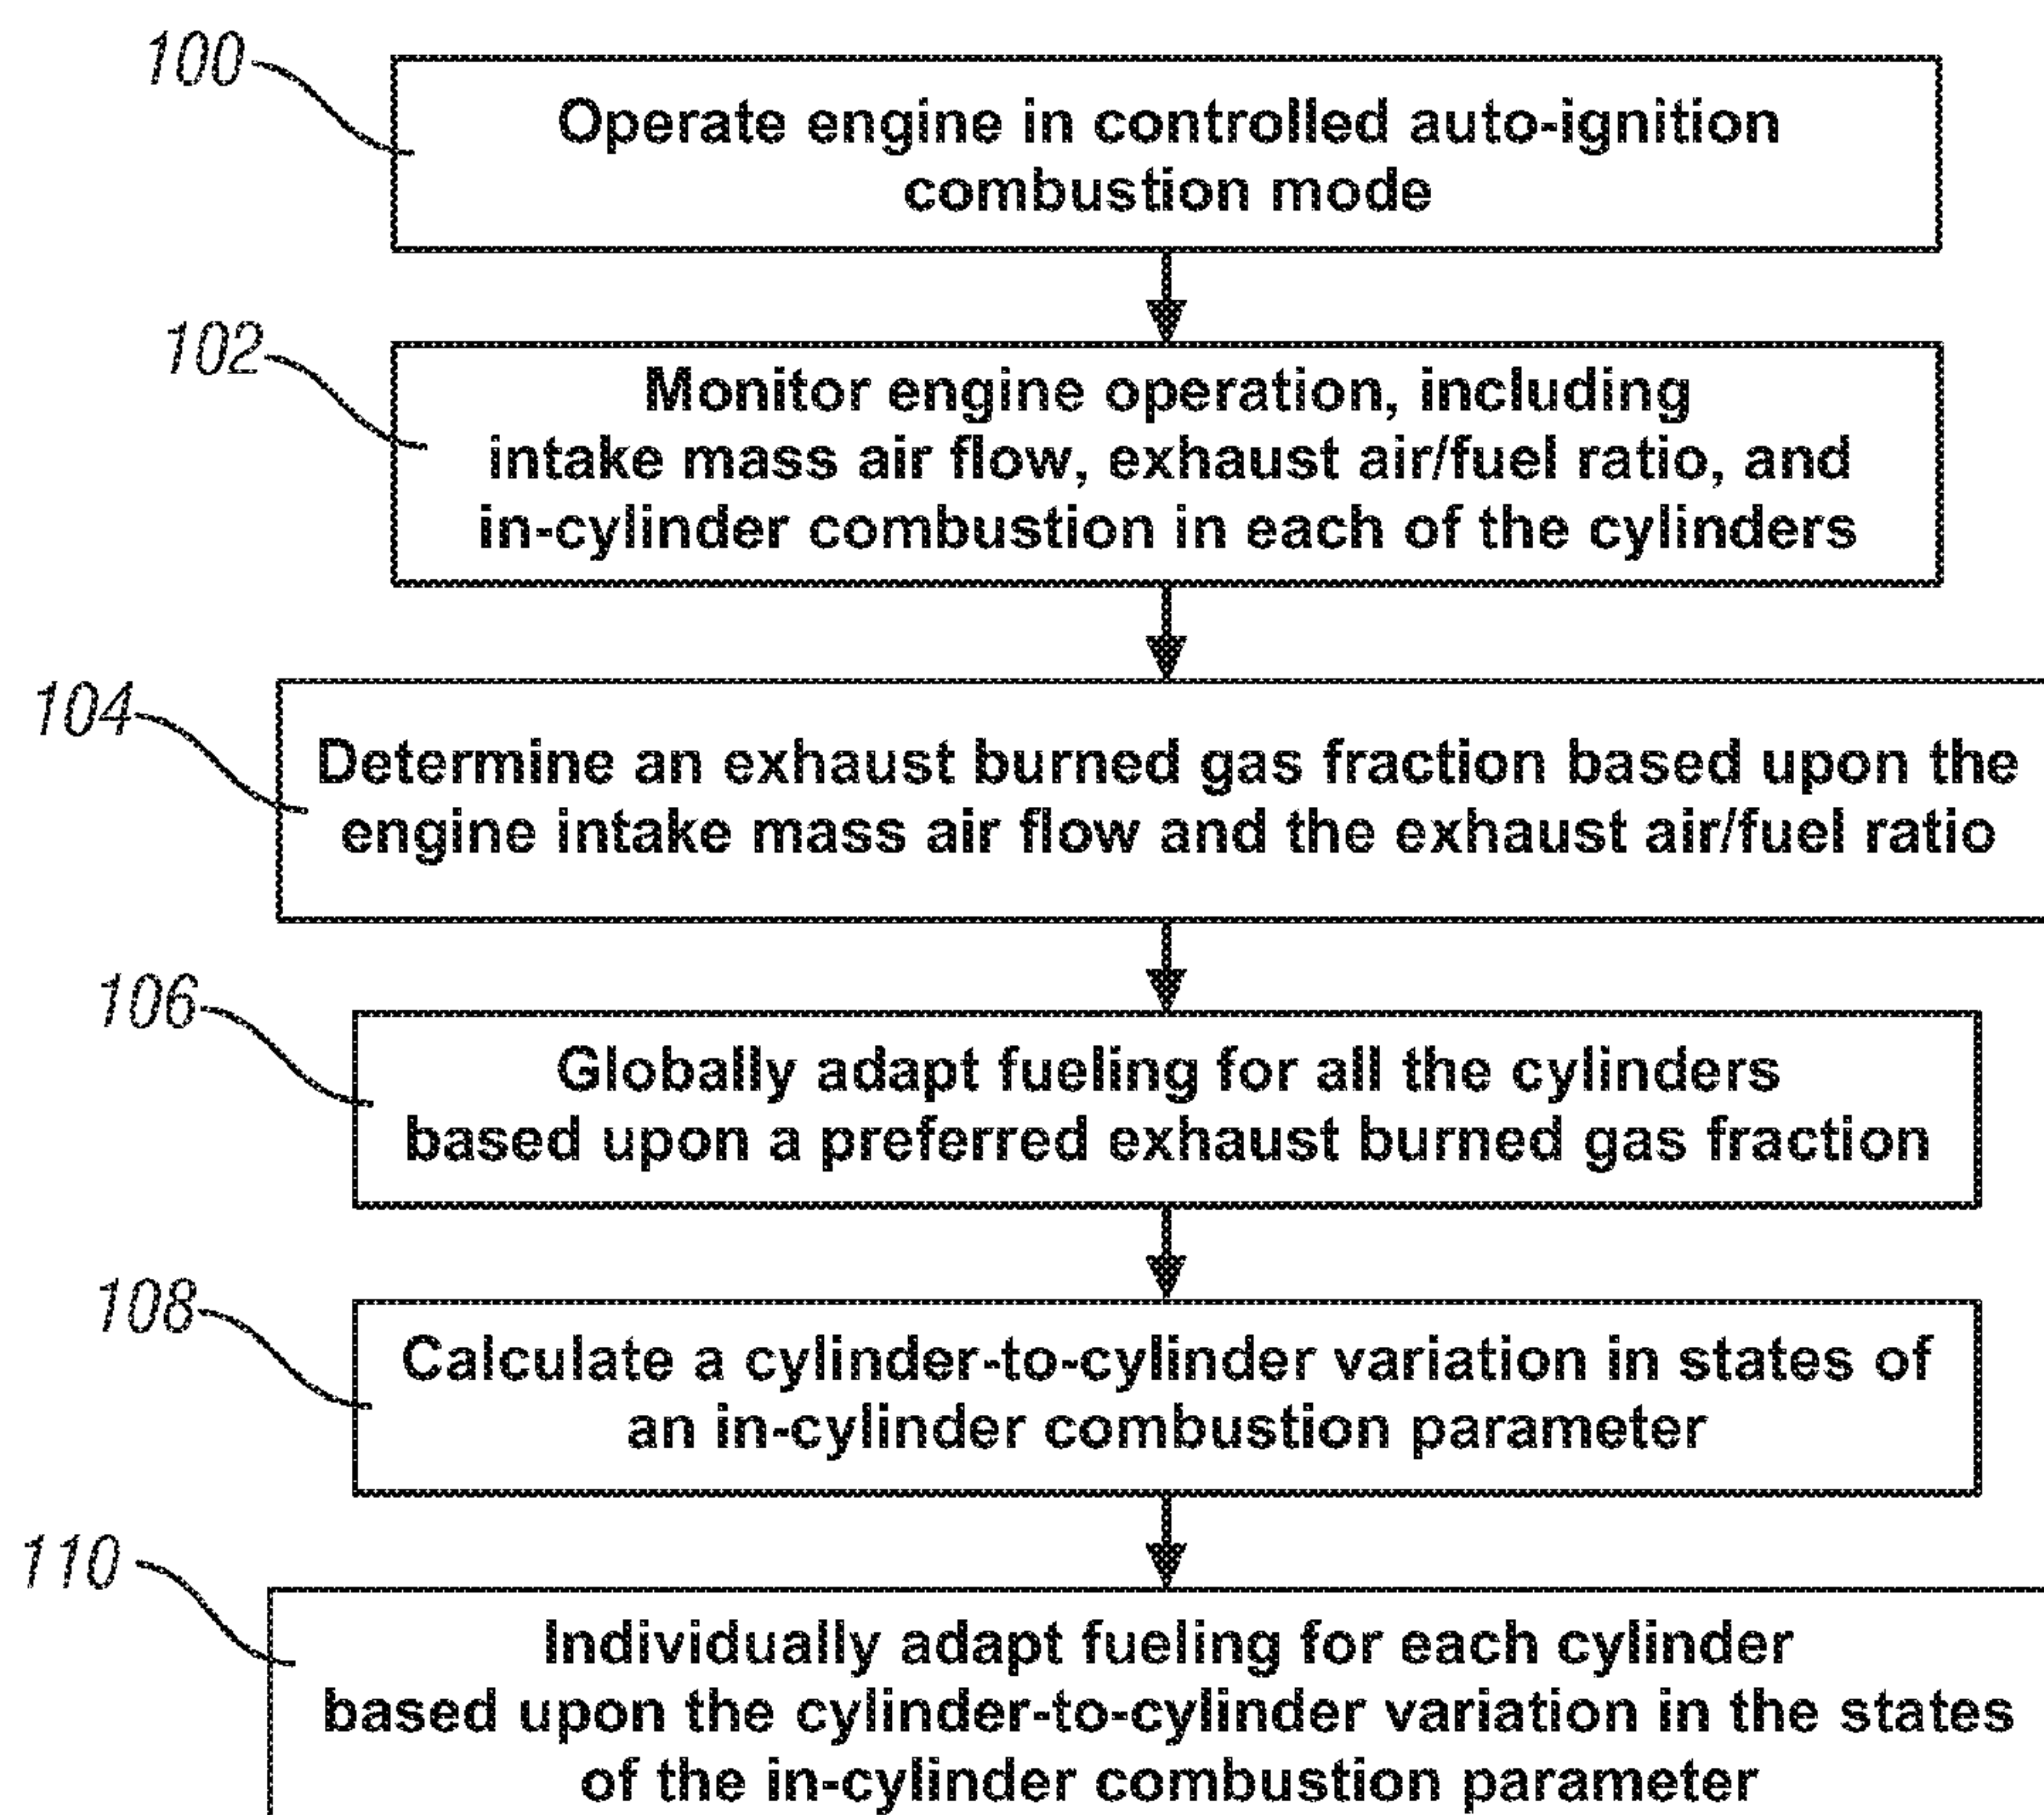 100
Operate engine in controlled auto-ignition
combustion mode
102
Monitor engine operation, including
intake mass air flow, exhaust air/fuel ratio, and
in-cylinder combustion in each of the cylinders
104
Determine an exhaust burned gas fraction based upon the
engine intake mass air flow and the exhaust air/fuel ratio
106
Globally adapt fueling for all the cylinders
based upon a preferred exhaust burned gas fraction
108
Calculate a cylinder-to-cylinder variation in states of
an in-cylinder combustion parameter
110
Individually adapt fueling for each cylinder
based upon the cylinder-to-cylinder variation in the states
of the in-cylinder combustion parameter